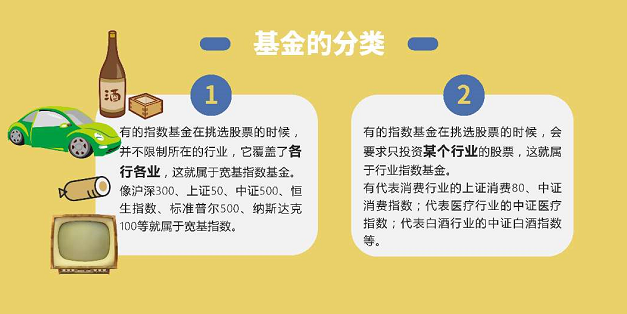 基金的分类
酒
1
有的指数基金在挑选股票的时候，
并不限制所在的行业，它覆盖了各
行各业，这就属于宽基指数基金。
像沪深300、上证50、中证500、恒
生指数、标准普尔500、纳斯达克
100等就属于宽基指数。
2
有的指数基金在挑选股票的时候，会
要求只投资某个行业的股票，这就属
于行业指数基金。
有代表消费行业的上证消费80、中证
消费指数；代表医疗行业的中证医疗
指数；代表白酒行业的中证白酒指数
等。